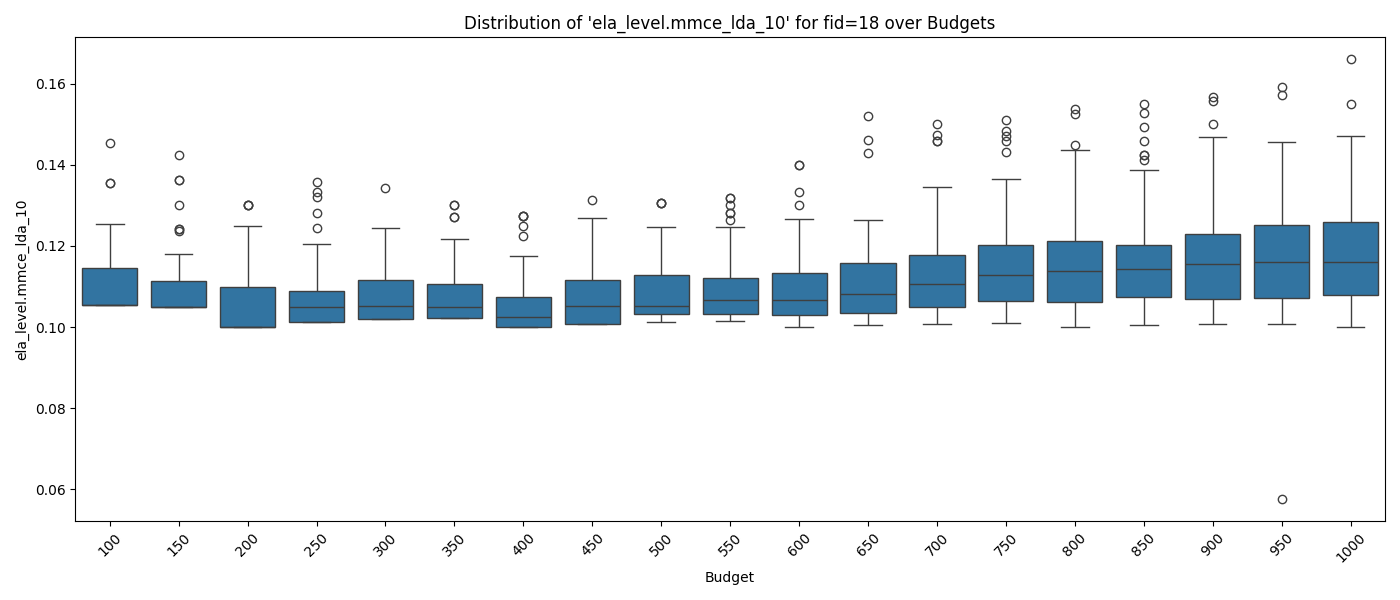 Distribution of 'ela_level.mmce_lda_10' for fid=18 over Budgets
ela_level.mmce_lda_10
0.16
0.14
0.12
0.10
0.08
0.06
100 150 200 250 300 350 400 450 500 550 600 650 700 750 800 850 900 950 1000
Budget